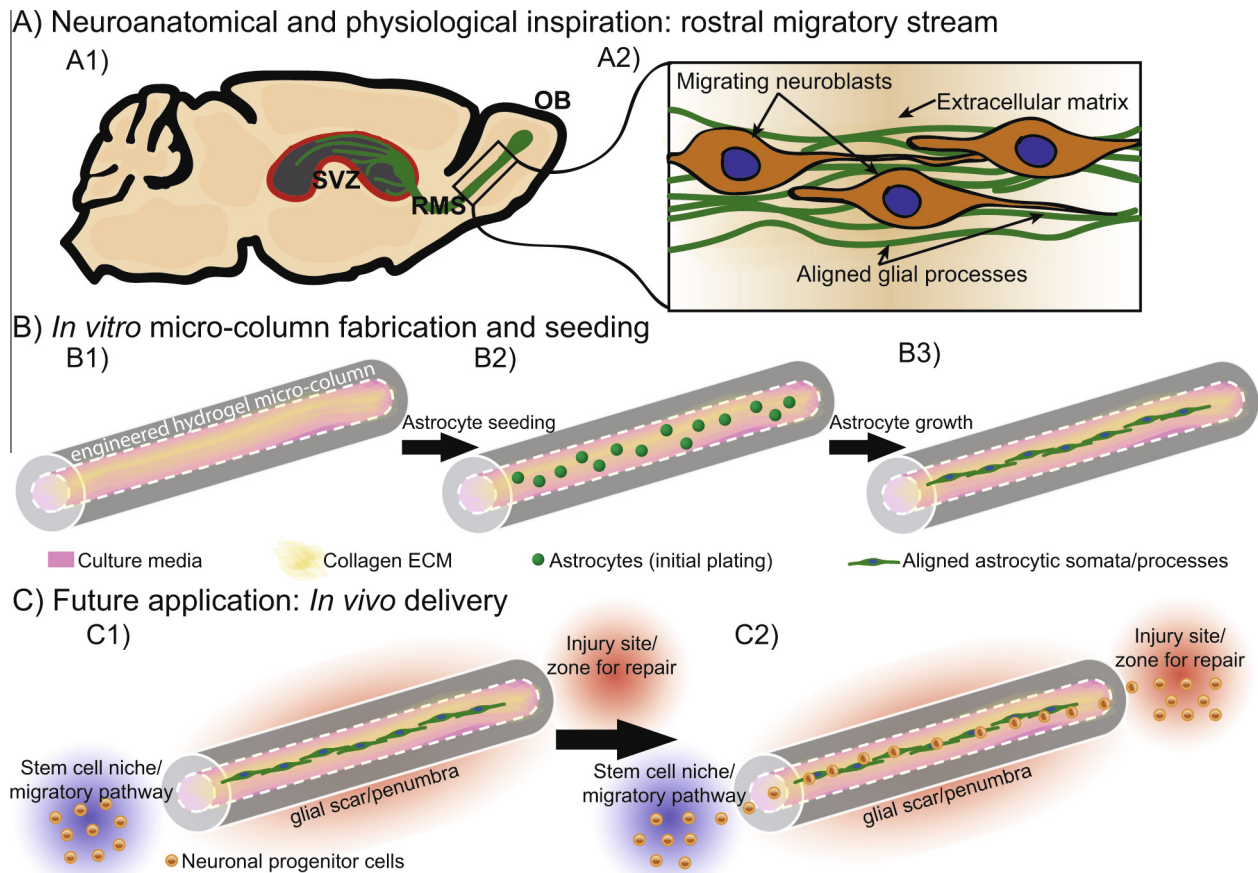 A) Neuroanatomical and physiological inspiration: rostral migratory stream
A1)
OB
SVZ
RMS
A2)
Migrating neuroblasts
Extracellular matrix
Aligned glial processes
B) In vitro micro-column fabrication and seeding
B1)
engineered hydrogel micro-column
Astrocyte seeding
B2)
Astrocyte growth
B3)
Culture media
Collagen ECM
Astrocytes (initial plating)
Aligned astrocytic somata/processes
C) Future application: In vivo delivery
C1)
Injury site/
zone for repair
Stem cell niche/
migratory pathway
glial scar/penumbra
Neuronal progenitor cells
C2)
Injury site/
zone for repair
Stem cell niche/
migratory pathway
glial scar/penumbra